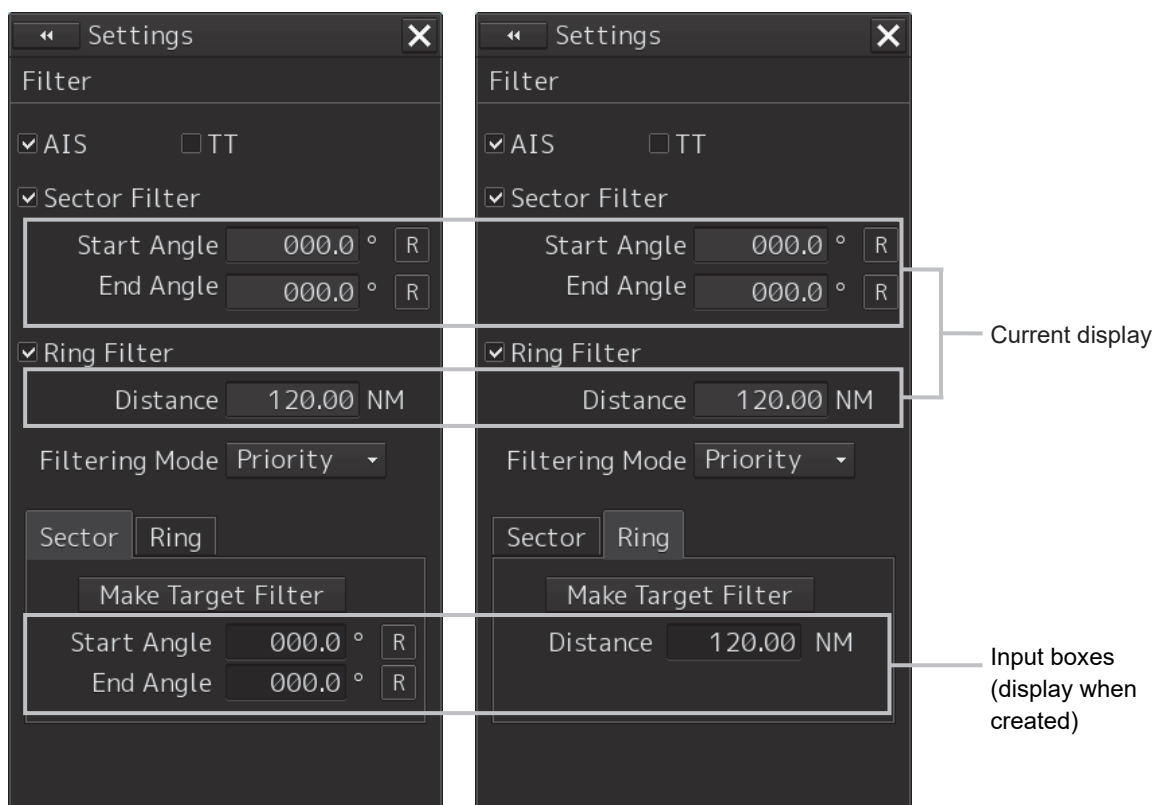 Settings
Filter
AIS TT
Sector Filter
Start Angle 000.0 ° R
End Angle 000.0 ° R
Ring Filter
Distance 120.00 NM
Filtering Mode Priority
Sector Ring
Make Target Filter
Start Angle 000.0 ° R
End Angle 000.0 ° R
Settings
Filter
AIS TT
Sector Filter
Start Angle 000.0 ° R
End Angle 000.0 ° R
Ring Filter
Distance 120.00 NM
Filtering Mode Priority
Sector Ring
Make Target Filter
Distance 120.00 NM
Current display
Input boxes
(display when
created)